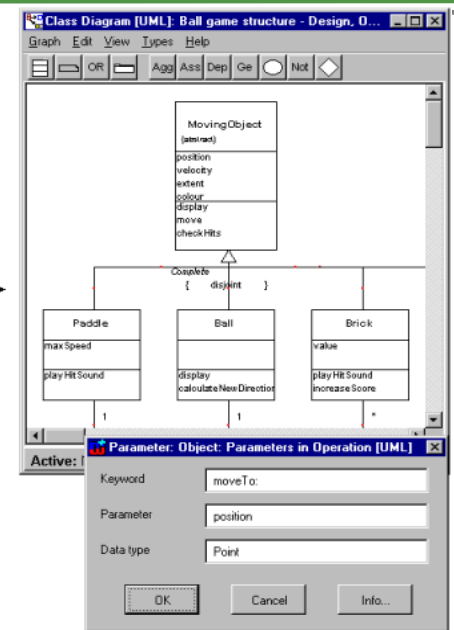 Class Diagram [UML]: Ball game structure - Design, O...
Graph Edit View Types Help
OR Agg Ass Dep Ge Not
MovingObject
(abstract)
position
velocity
extent
colour
display
move
checkHits
Complete
{ disjoint }
Paddle Ball Brick
maxSpeed value
playHitSound display playHitSound
calculateNewDirection increaseScore
1 1 *
Active:
Parameter: Object: Parameters in Operation [UML]
Keyword moveTo:
Parameter position
Data type Point
OK Cancel Info...